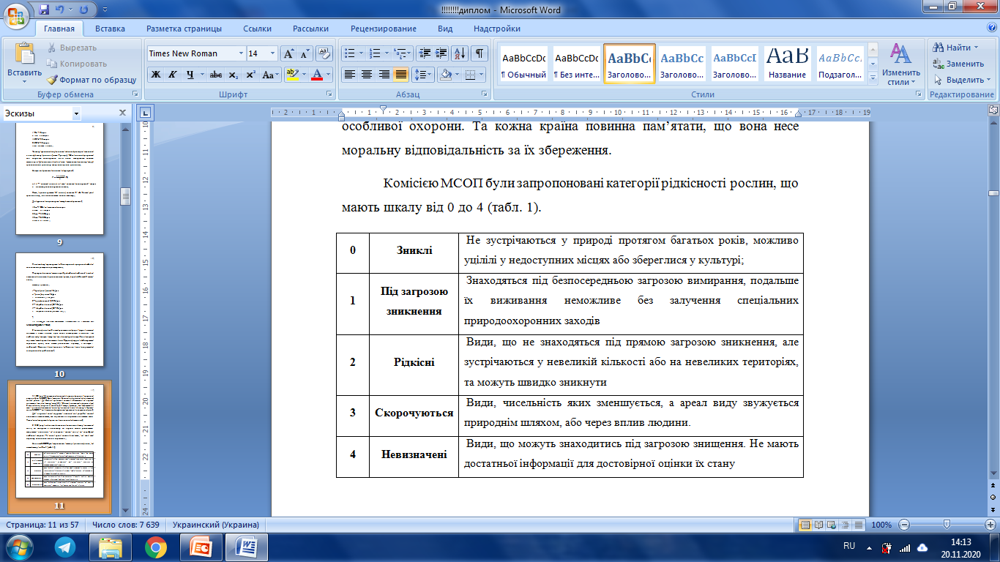 !!!!!!!!диплом - Microsoft Word
Главная Вставка Разметка страницы Ссылки Рассылки Рецензирование Вид Надстройки
Вставить
Вырезать
Копировать
Формат по образцу
Буфер обмена
Times New Roman 14
Ж К Ч abc x₂ x² Aa
Шрифт
Абзац
AaBbCcDc AaBbCcDc AaBbCc AaBbCc AaBbCcI AaB AaBbCc.
¶ Обычный ¶ Без инте... Заголово... Заголово... Заголово... Название Подзагол...
Изменить стили
Стили
Найти
Заменить
Выделить
Редактирование
Эскизы
9
10
11
особливої охорони. Та кожна країна повинна пам’ятати, що вона несе
моральну відповідальність за їх збереження.
Комісією МСОП були запропоновані категорії рідкісності рослин, що
мають шкалу від 0 до 4 (табл. 1).
0 Зниклі
Не зустрічаються у природі протягом багатьох років, можливо
уцілілі у недоступних місцях або збереглися у культурі;
1 Під загрозою
зникнення
Знаходяться під безпосередньою загрозою вимирання, подальше
їх виживання неможливе без залучення спеціальних
природоохоронних заходів
2 Рідкісні
Види, що не знаходяться під прямою загрозою зникнення, але
зустрічаються у невеликій кількості або на невеликих територіях,
та можуть швидко зникнути
3 Скорочуються
Види, чисельність яких зменшується, а ареал виду звужується
природнім шляхом, або через вплив людини.
4 Невизначені
Види, що можуть знаходитись під загрозою знищення. Не мають
достатньої інформації для достовірної оцінки їх стану
Страница: 11 из 57 Число слов: 7 639 Украинский (Украина) 100%
RU 14:13
20.11.2020